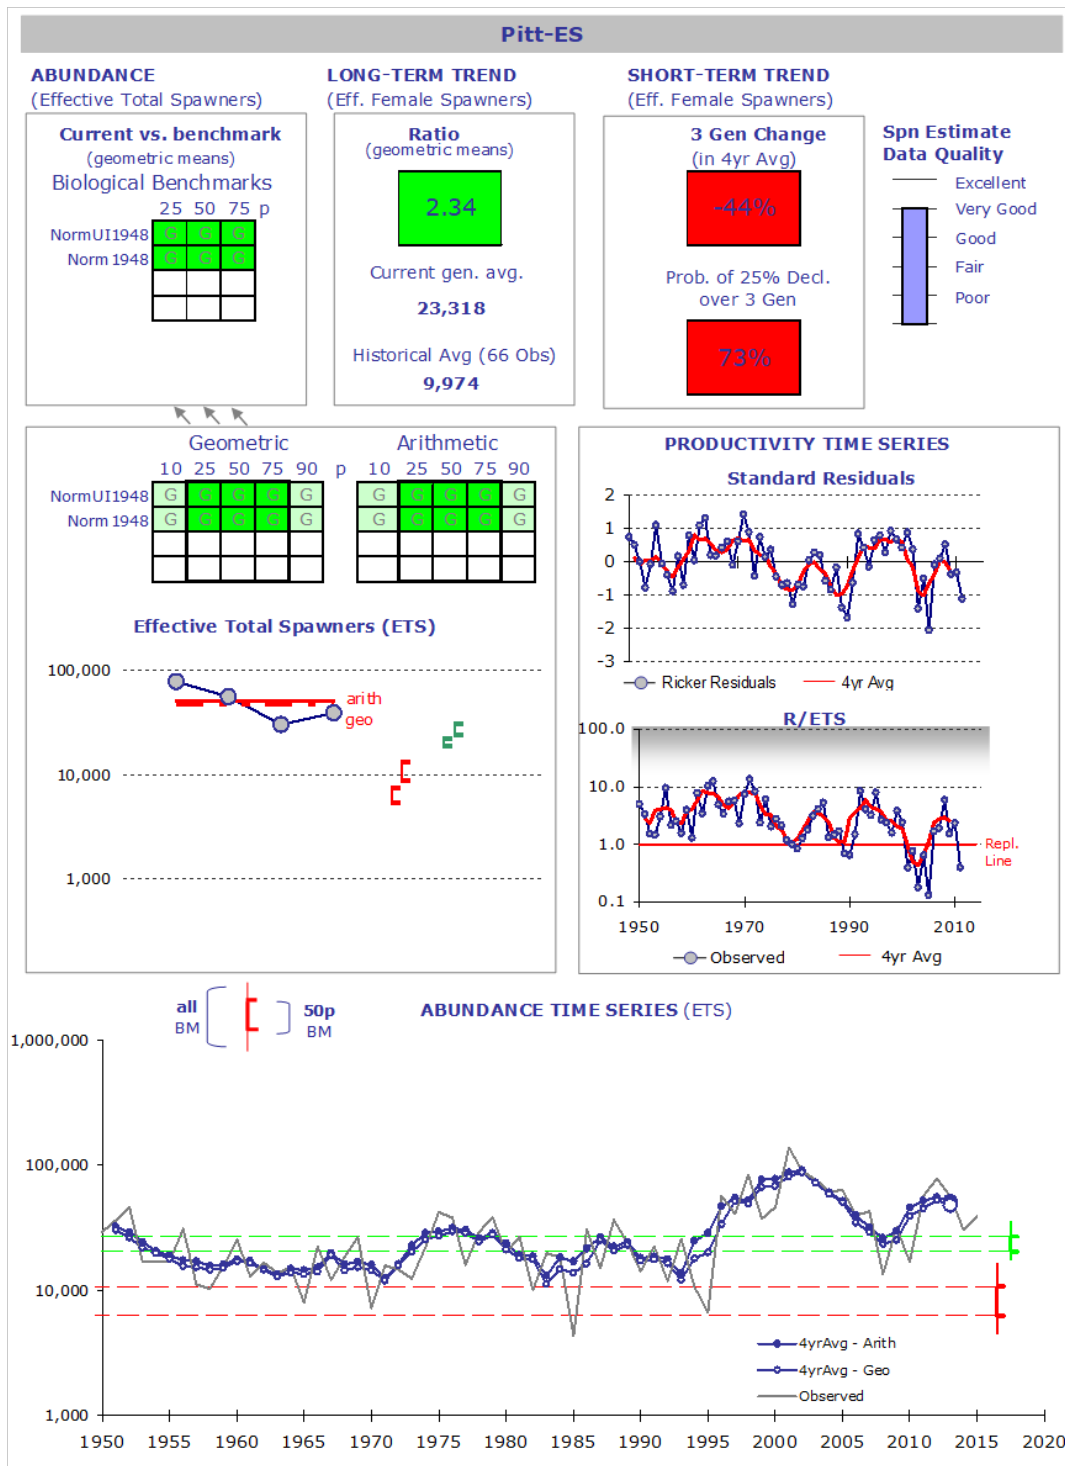 Pitt-ES
ABUNDANCE
(Effective Total Spawners)
LONG-TERM TREND
(Eff. Female Spawners)
SHORT-TERM TREND
(Eff. Female Spawners)
Current vs. benchmark
(geometric means)
Biological Benchmarks
25 50 75 p
NormUI1948 G G G
Norm 1948 G G G
Ratio
(geometric means)
2.34
Current gen. avg.
23,318
Historical Avg (66 Obs)
9,974
3 Gen Change
(in 4yr Avg)
-44%
Prob. of 25% Decl.
over 3 Gen
73%
Spn Estimate
Data Quality
Excellent
Very Good
Good
Fair
Poor
Geometric
Arithmetic
10 25 50 75 90 p 10 25 50 75 90
NormUI1948 G G G G G G G G G G
Norm 1948 G G G G G G G G G G
Effective Total Spawners (ETS)
100,000
arith
geo
10,000
1,000
PRODUCTIVITY TIME SERIES
Standard Residuals
2
1
0
-1
-2
-3
Ricker Residuals
4yr Avg
R/ETS
100.0
10.0
1.0
0.1
Repl.
Line
1950 1970 1990 2010
Observed
4yr Avg
all
BM
50p
BM
ABUNDANCE TIME SERIES (ETS)
1,000,000
100,000
10,000
1,000
4yrAvg - Arith
4yrAvg - Geo
Observed
1950 1955 1960 1965 1970 1975 1980 1985 1990 1995 2000 2005 2010 2015 2020